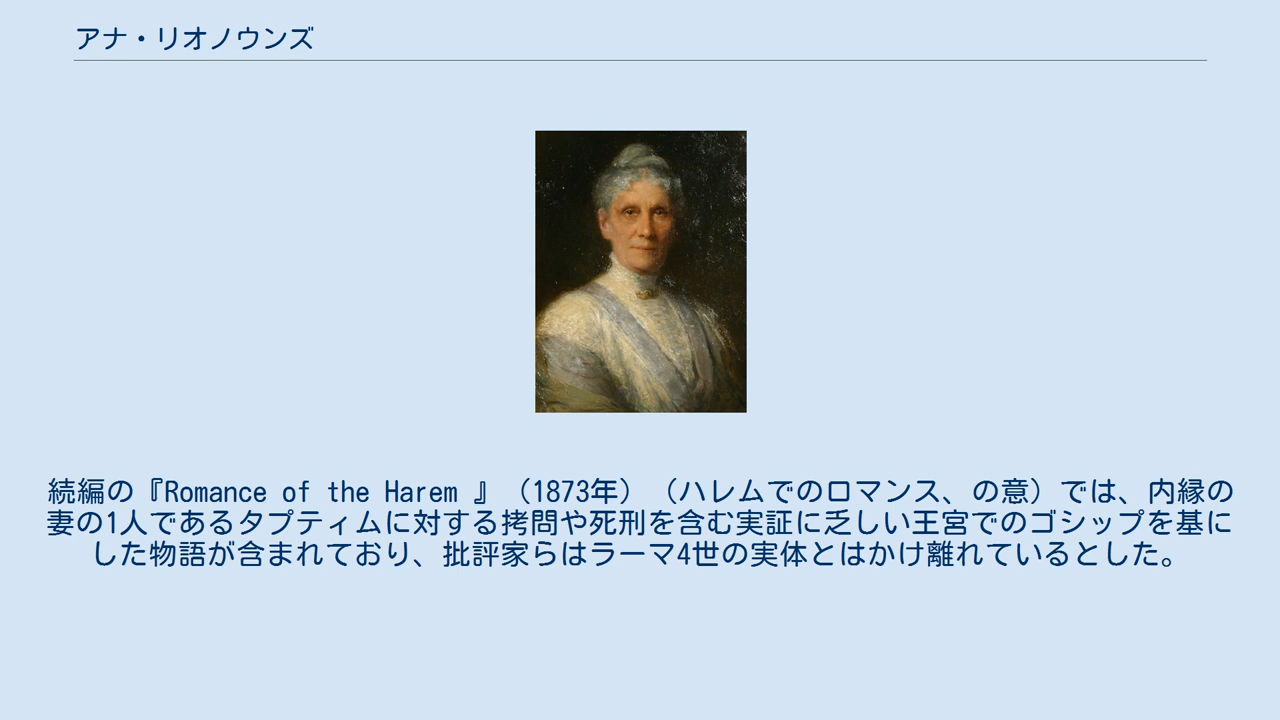 アナ・リオノウンズ
続編の『Romance of the Harem 』（1873年）（ハレムでのロマンス、の意）では、内縁の
妻の1人であるタプティムに対する拷問や死刑を含む実証に乏しい王宮でのゴシップを基に
した物語が含まれており、批評家らはラーマ4世の実体とはかけ離れているとした。